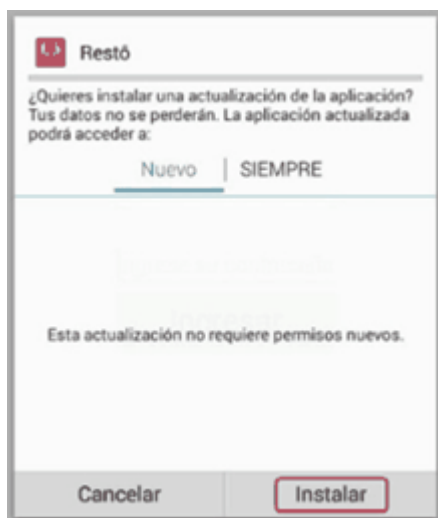 Restô
¿Quieres instalar una actualización de la aplicación?
Tus datos no se perderán. La aplicación actualizada
podrá acceder a:
Nuevo | SIEMPRE
Esta actualización no requiere permisos nuevos.
Cancelar Instalar